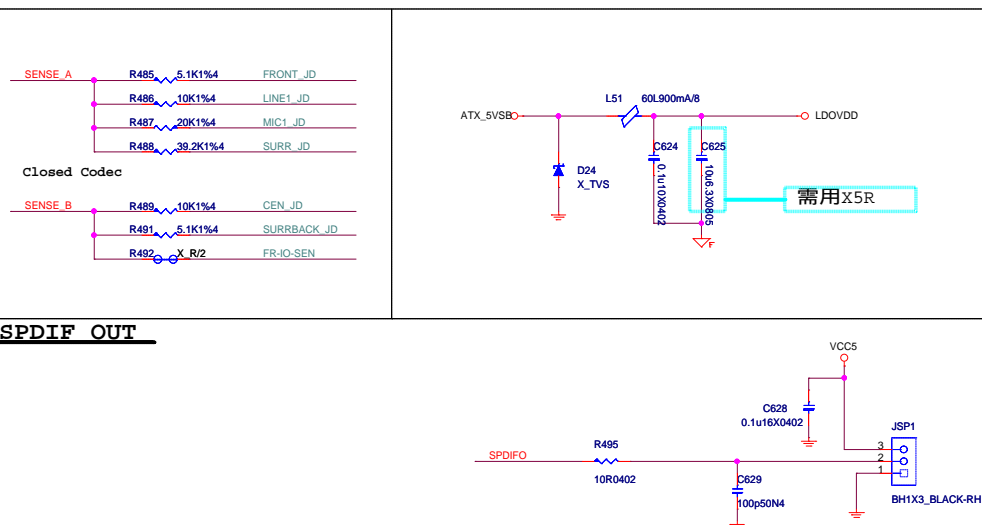 SENSE_A
R485 5.1K1%4 FRONT_JD
R486 10K1%4 LINE1_JD
R487 20K1%4 MIC1_JD
R488 39.2K1%4 SURR_JD
Closed Codec
SENSE_B
R489 10K1%4 CEN_JD
R491 5.1K1%4 SURRBACK_JD
R492 X_R/2 FR-IO-SEN
ATX_5VSB
L51 60L900mA/8
LDOVDD
D24
X_TVS
C624
0.1u10X0402
C625
10u6.3X0805
需用X5R
F
SPDIF OUT
VCC5
C628
0.1u16X0402
JSP1
3
2
1
BH1X3_BLACK-RH
SPDIFO
R495
10R0402
C629
100p50N4